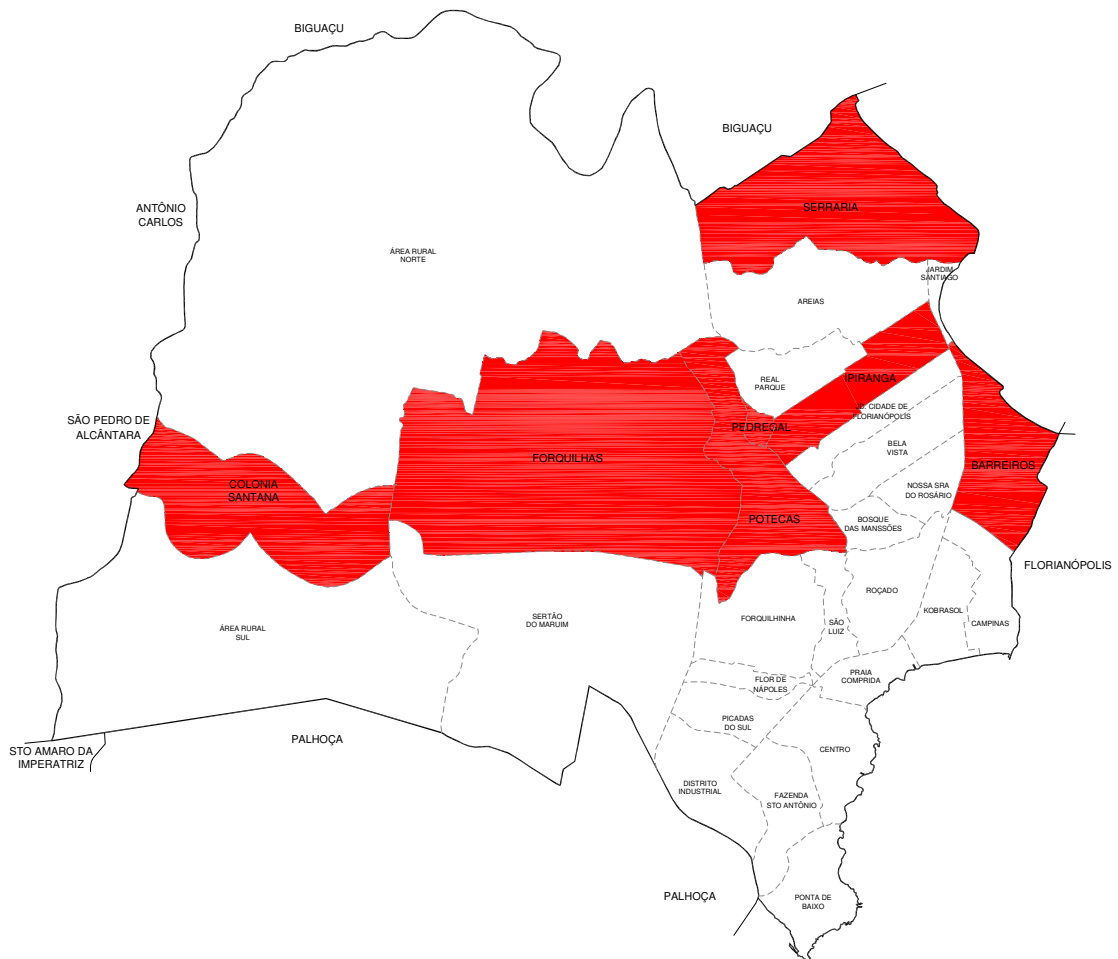 BIGUAÇU
BIGUAÇU
ANTÔNIO
CARLOS
SERRARIA
ÁREA RURAL
NORTE
JARDIM
SANTIAGO
AREIAS
REAL
PARQUE
IPIRANGA
JD. CIDADE DE
FLORIANÓPOLIS
SÃO PEDRO DE
ALCÂNTARA
PEDREGAL
BELA
VISTA
FORQUILHAS
BARREIROS
COLONIA
SANTANA
NOSSA SRA
DO ROSÁRIO
POTECAS
BOSQUE
DAS MANSSÕES
FLORIANÓPOLIS
ROÇADO
KOBRASOL
CAMPINAS
FORQUILHINHA
SÃO
LUIZ
SERTÃO
DO MARUIM
ÁREA RURAL
SUL
PRAIA
COMPRIDA
FLOR DE
NÁPOLES
PICADAS
DO SUL
PALHOÇA
CENTRO
STO AMARO DA
IMPERATRIZ
DISTRITO
INDUSTRIAL
FAZENDA
STO ANTÔNIO
PALHOÇA
PONTA DE
BAIXO